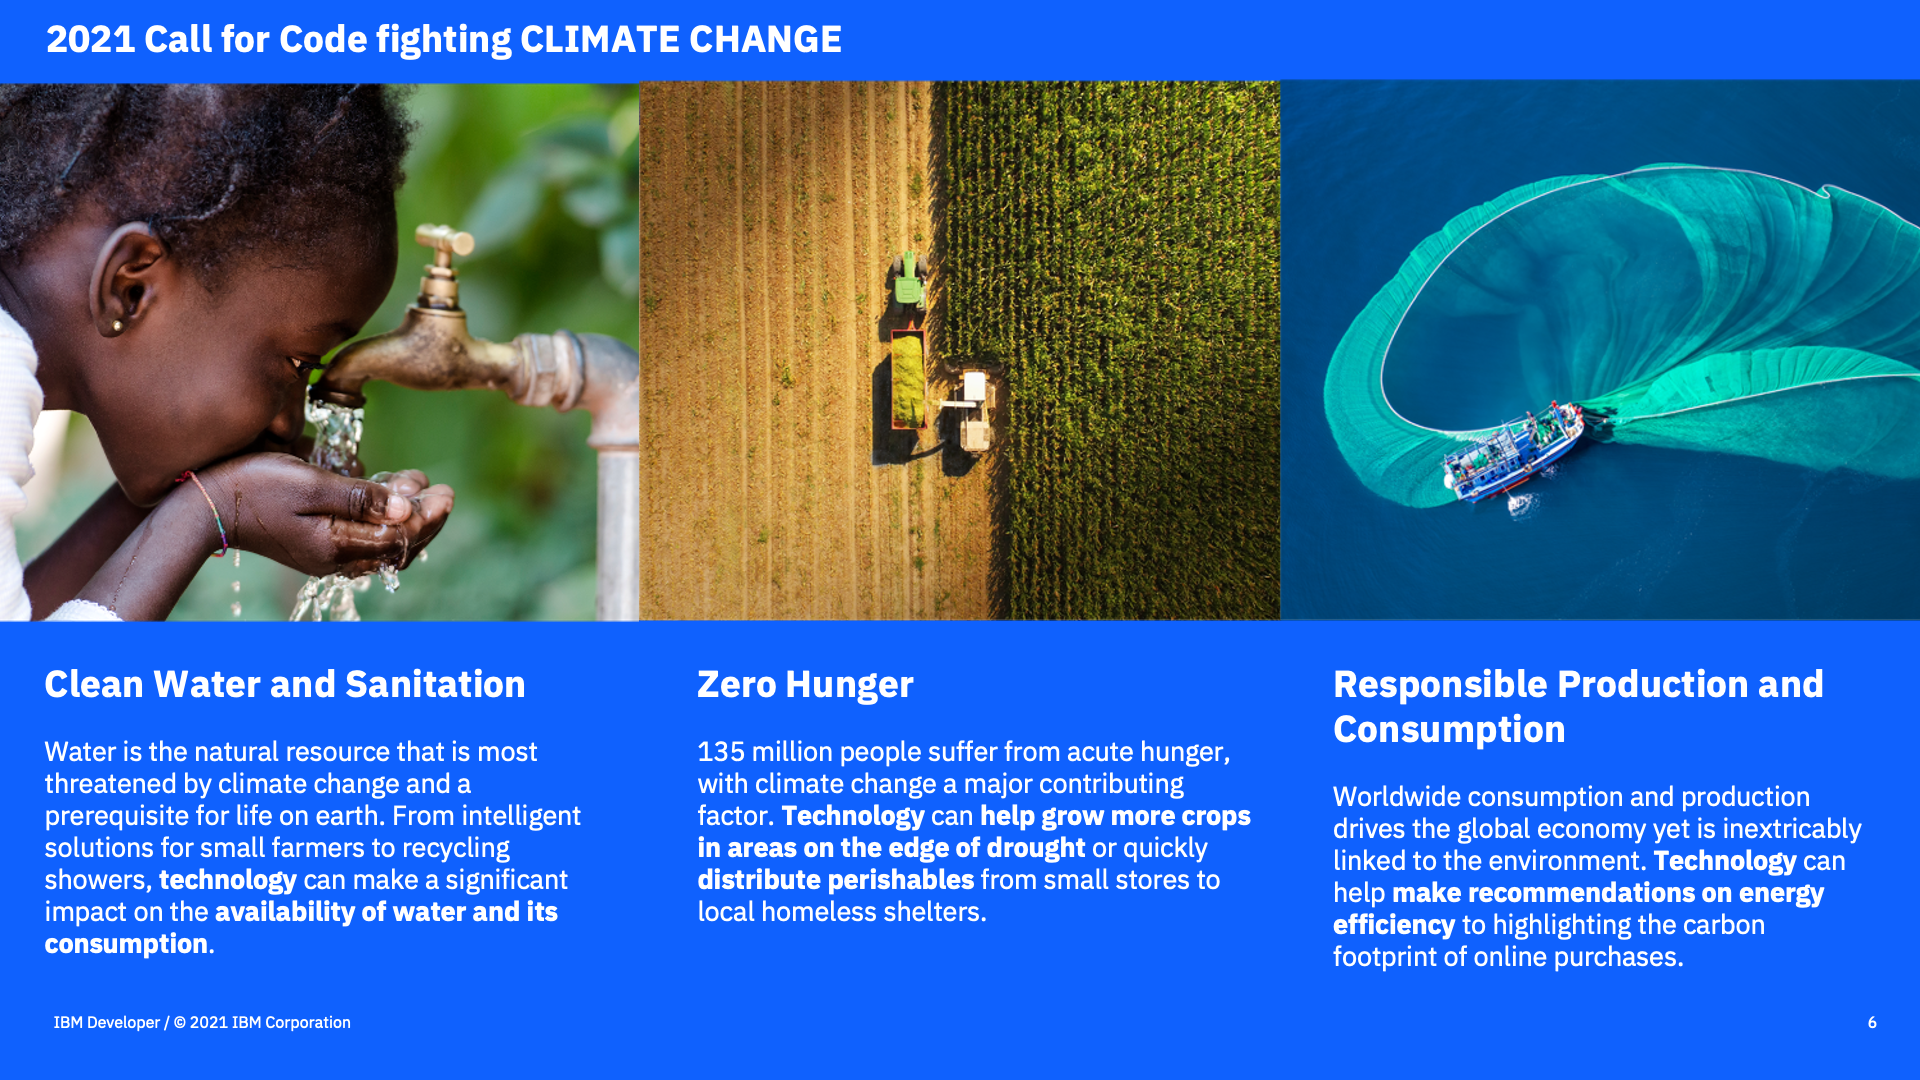 2021 Call for Code fighting CLIMATE CHANGE
Clean Water and Sanitation
Water is the natural resource that is most
threatened by climate change and a
prerequisite for life on earth. From intelligent
solutions for small farmers to recycling
showers, technology can make a significant
impact on the availability of water and its
consumption.
Zero Hunger
135 million people suffer from acute hunger,
with climate change a major contributing
factor. Technology can help grow more crops
in areas on the edge of drought or quickly
distribute perishables from small stores to
local homeless shelters.
Responsible Production and
Consumption
Worldwide consumption and production
drives the global economy yet is inextricably
linked to the environment. Technology can
help make recommendations on energy
efficiency to highlighting the carbon
footprint of online purchases.
IBM Developer / © 2021 IBM Corporation
6